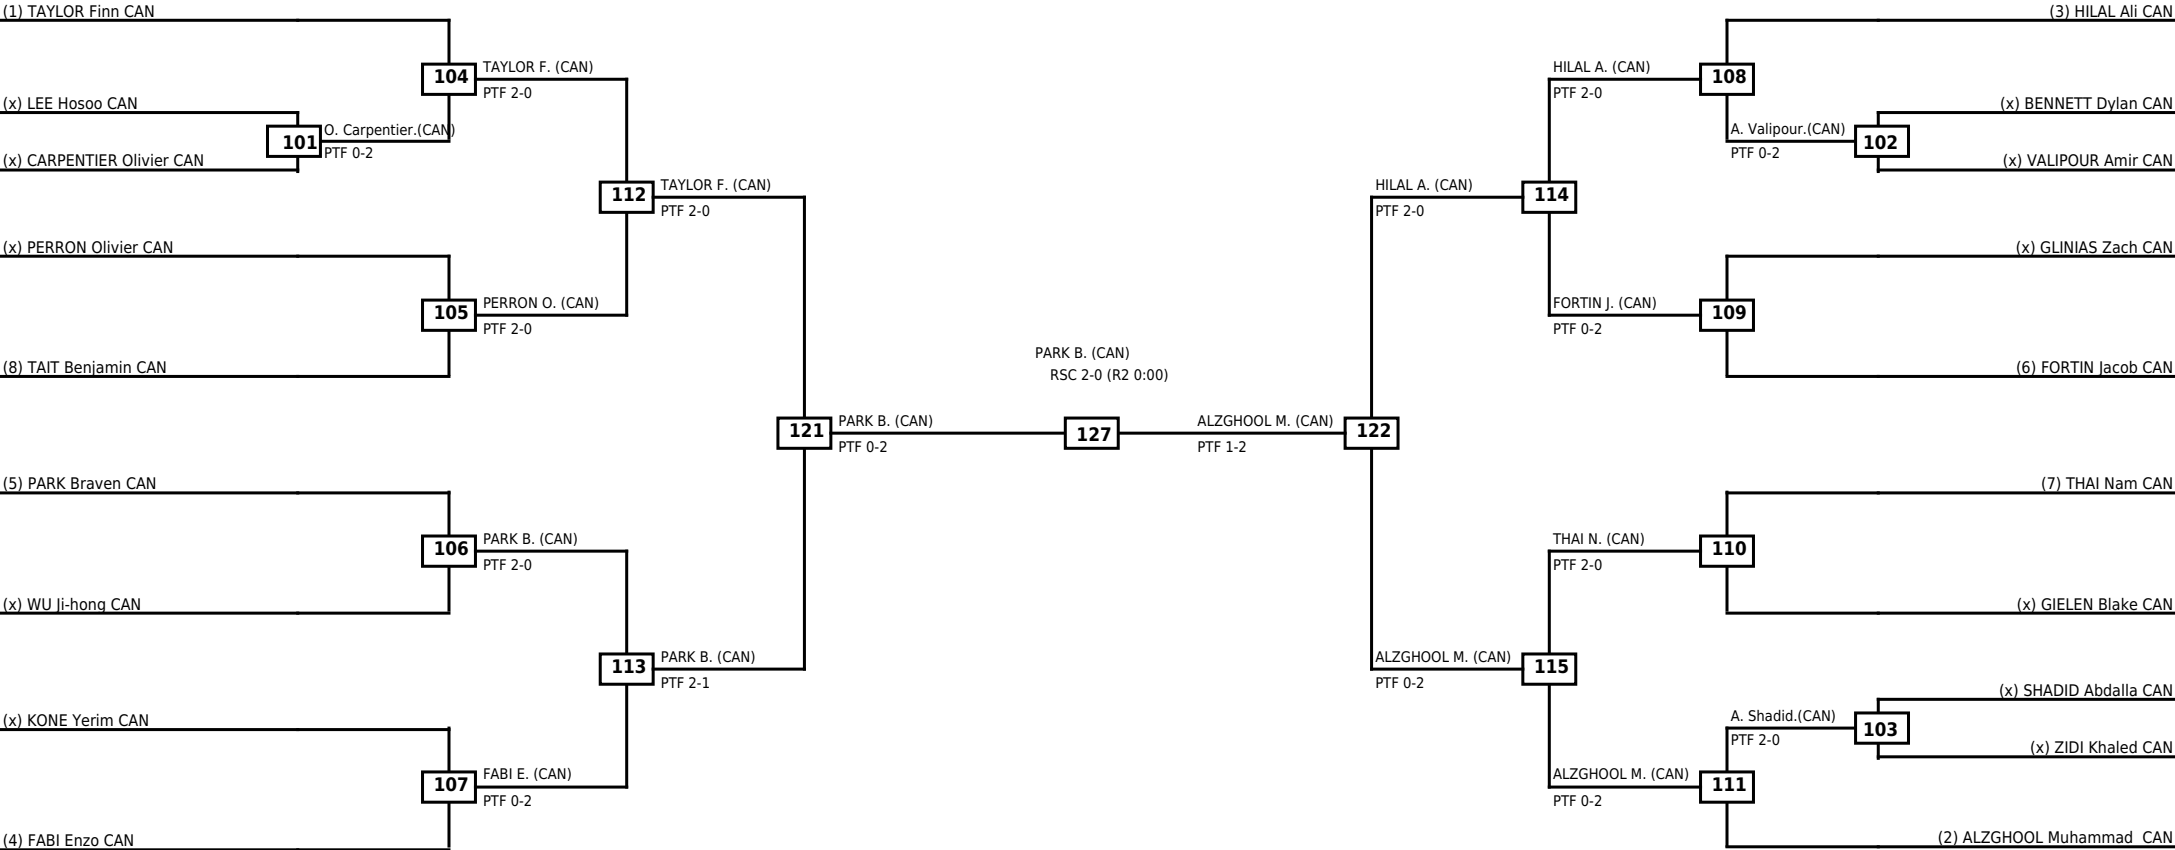 (1) TAYLOR Finn CAN
(x) LEE Hosoo CAN
(x) CARPENTIER Olivier CAN
(x) PERRON Olivier CAN
(8) TAIT Benjamin CAN
(5) PARK Braven CAN
(x) WU Ji-hong CAN
(x) KONE Yerim CAN
(4) FABI Enzo CAN
101
O. Carpentier.(CAN)
PTF 0-2
104
TAYLOR F. (CAN)
PTF 2-0
105
PERRON O. (CAN)
PTF 2-0
106
PARK B. (CAN)
PTF 2-0
107
FABI E. (CAN)
PTF 0-2
112
TAYLOR F. (CAN)
PTF 2-0
113
PARK B. (CAN)
PTF 2-1
121
PARK B. (CAN)
PTF 0-2
PARK B. (CAN)
RSC 2-0 (R2 0:00)
127
ALZGHOOL M. (CAN)
PTF 1-2
122
HILAL A. (CAN)
PTF 2-0
114
ALZGHOOL M. (CAN)
PTF 0-2
115
HILAL A. (CAN)
PTF 2-0
108
FORTIN J. (CAN)
PTF 0-2
109
THAI N. (CAN)
PTF 2-0
110
ALZGHOOL M. (CAN)
PTF 0-2
111
A. Valipour.(CAN)
PTF 0-2
102
A. Shadid.(CAN)
PTF 2-0
103
(3) HILAL Ali CAN
(x) BENNETT Dylan CAN
(x) VALIPOUR Amir CAN
(x) GLINIAS Zach CAN
(6) FORTIN Jacob CAN
(7) THAI Nam CAN
(x) GIELEN Blake CAN
(x) SHADID Abdalla CAN
(x) ZIDI Khaled CAN
(2) ALZGHOOL Muhammad  CAN